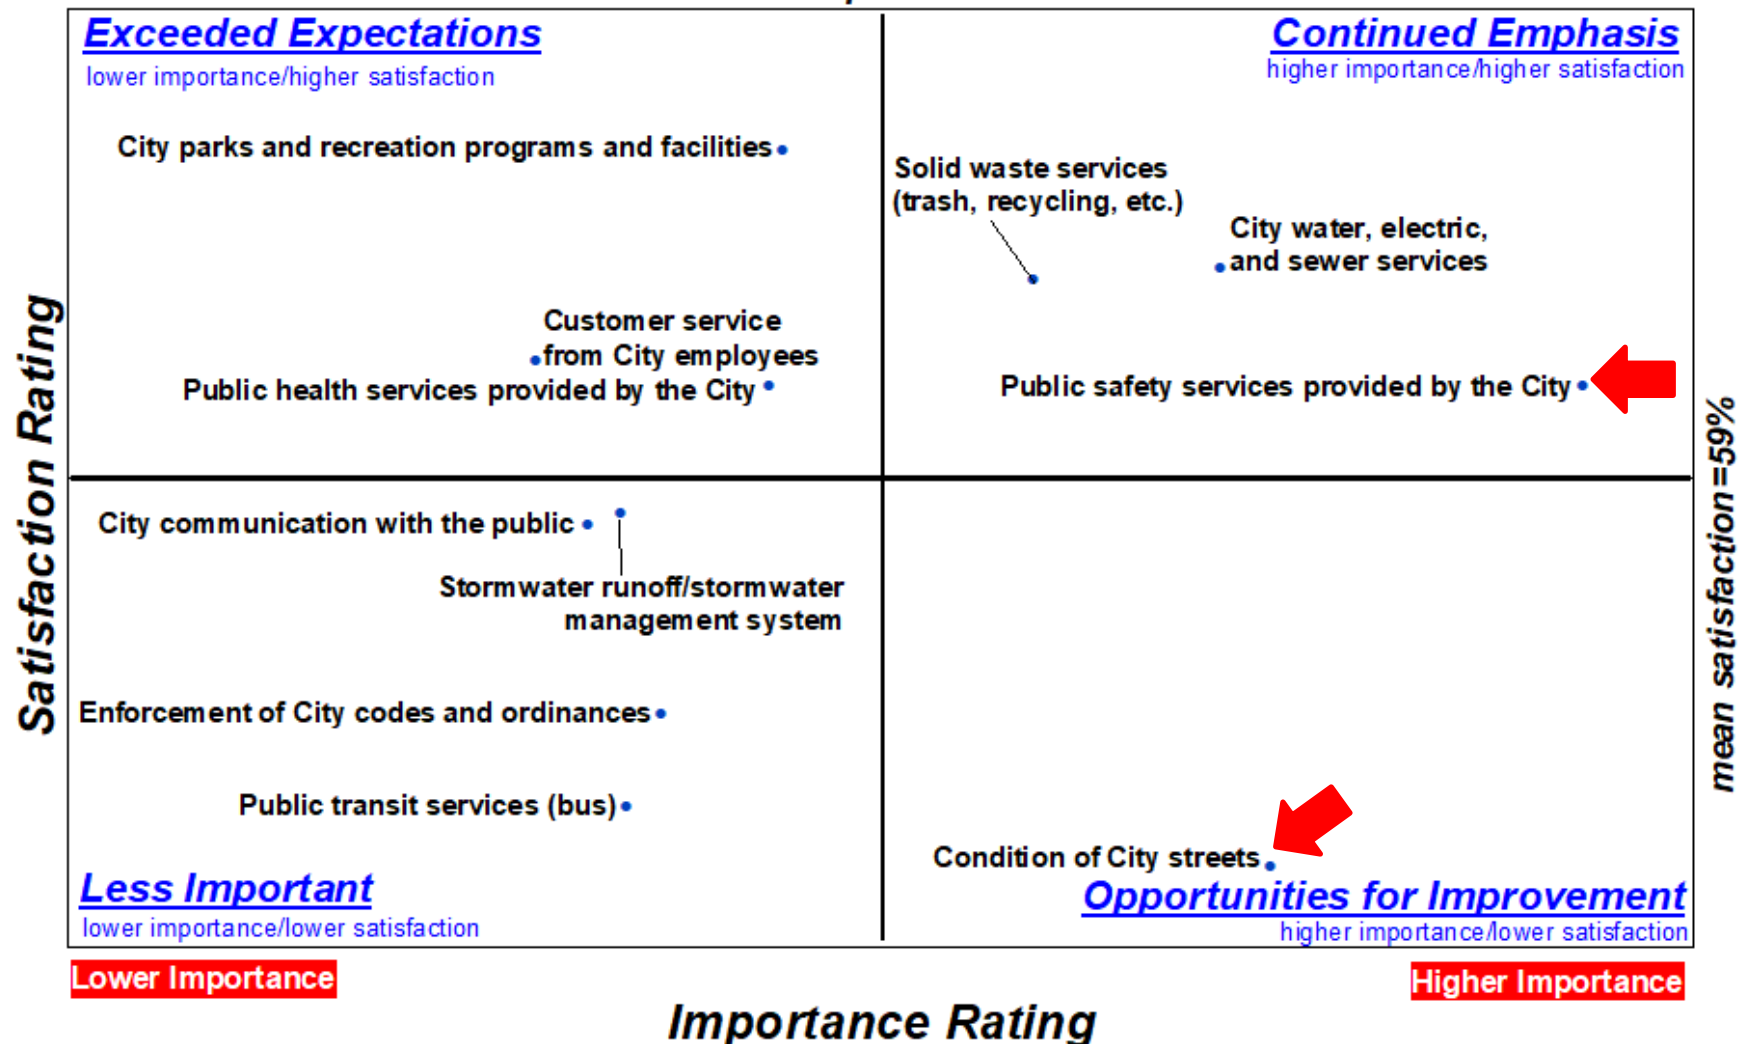 Exceeded Expectations
lower importance/higher satisfaction
Continued Emphasis
higher importance/higher satisfaction
City parks and recreation programs and facilities
Solid waste services
(trash, recycling, etc.)
City water, electric,
and sewer services
Customer service
from City employees
Public health services provided by the City
Public safety services provided by the City
Satisfaction Rating
mean satisfaction=59%
City communication with the public
Stormwater runoff/stormwater
management system
Enforcement of City codes and ordinances
Public transit services (bus)
Condition of City streets
Less Important
lower importance/lower satisfaction
Opportunities for Improvement
higher importance/lower satisfaction
Lower Importance
Higher Importance
Importance Rating